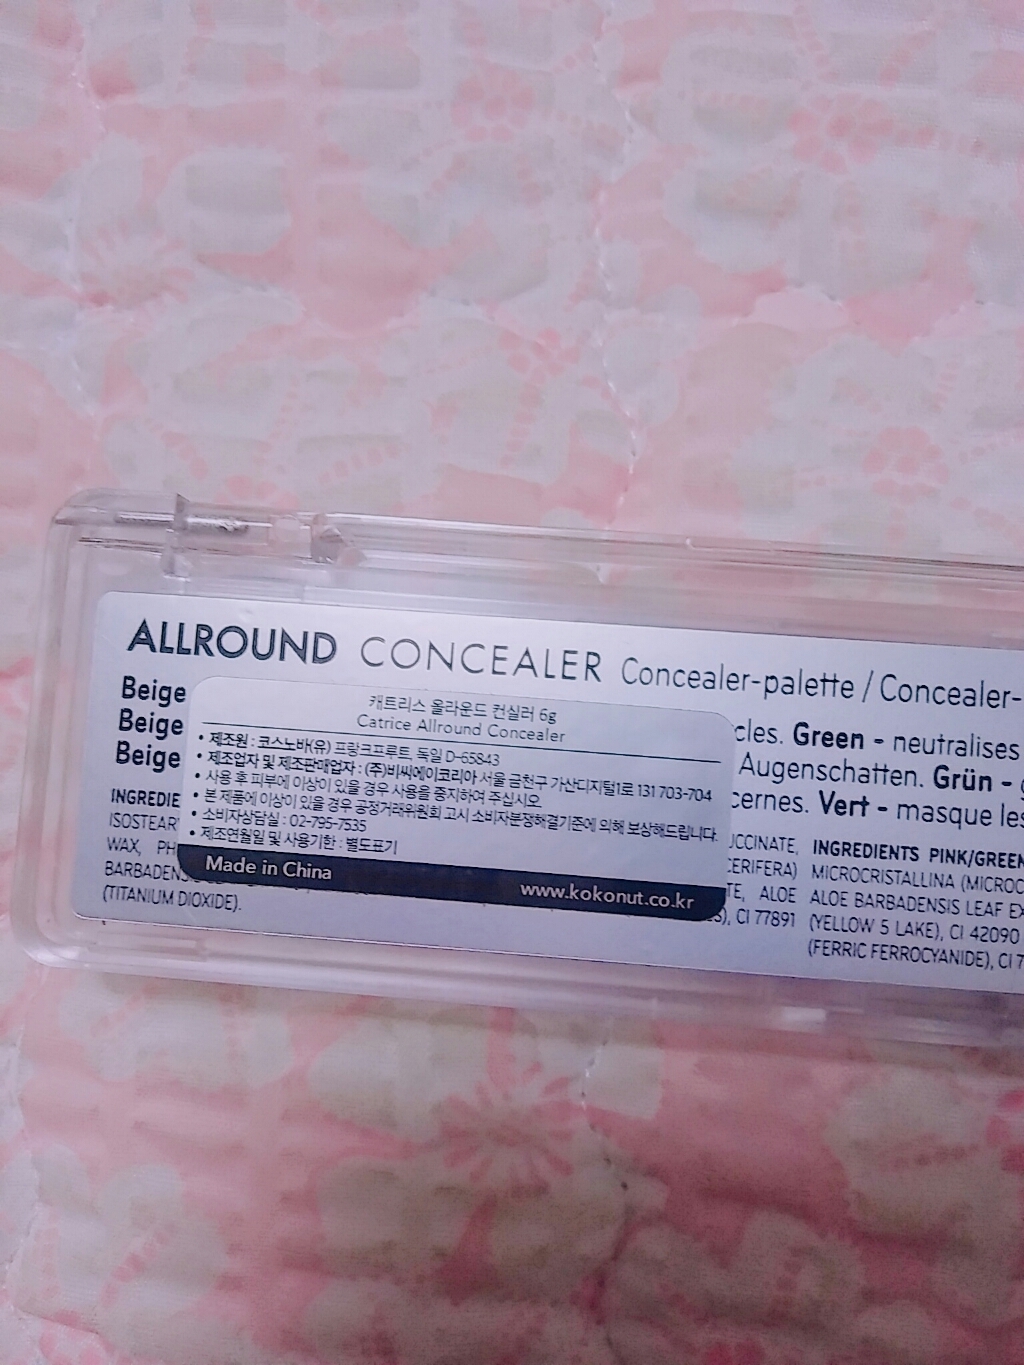 ALLROUND CONCEALER Concealer-palette / Concealer-
Beige
Beige
Beige
cles. Green - neutralises
Augenschatten. Grün -
cernes. Vert - masque les
캐트리스 올라운드 컨실러 6g
Catrice Allround Concealer
• 제조원 : 코스노바(유) 프랑크푸르트, 독일 D-65843
• 제조업자 및 제조판매업자 : (주)비씨에이코리아 서울 금천구 가산디지털1로 131 703-704
• 사용 후 피부에 이상이 있을 경우 사용을 중지하여 주십시오
• 본 제품에 이상이 있을 경우 공정거래위원회 고시 소비자분쟁해결기준에 의해 보상해드립니다.
• 소비자상담실 : 02-795-7535
• 제조연월일 및 사용기한 : 별도표기
Made in China
www.kokonut.co.kr
INGREDIE
ISOSTEAR
WAX, PH
BARBADENS
(TITANIUM DIOXIDE).
UCCINATE,
CERIFERA)
TE, ALOE
S), CI 77891
INGREDIENTS PINK/GREEN
MICROCRISTALLINA (MICROC
ALOE BARBADENSIS LEAF EX
(YELLOW 5 LAKE), CI 42090
(FERRIC FERROCYANIDE), CI 7